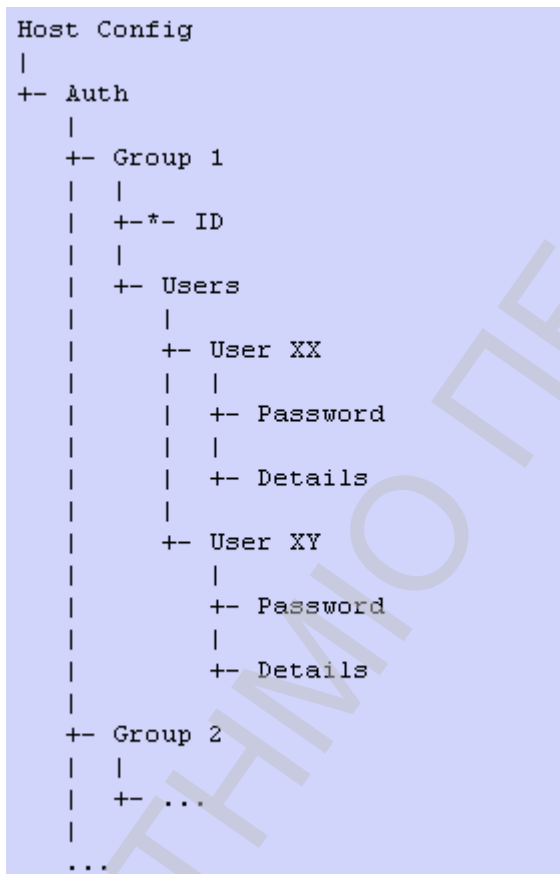 Host Config
|
+- Auth
   |
   +- Group 1
   |  |
   |  +-*- ID
   |  |
   |  +- Users
   |     |
   |     +- User XX
   |     |  |
   |     |  +- Password
   |     |  |
   |     |  +- Details
   |     |
   |     +- User XY
   |        |
   |        +- Password
   |        |
   |        +- Details
   |
   +- Group 2
   |  |
   |  +- ...
   |
   ...